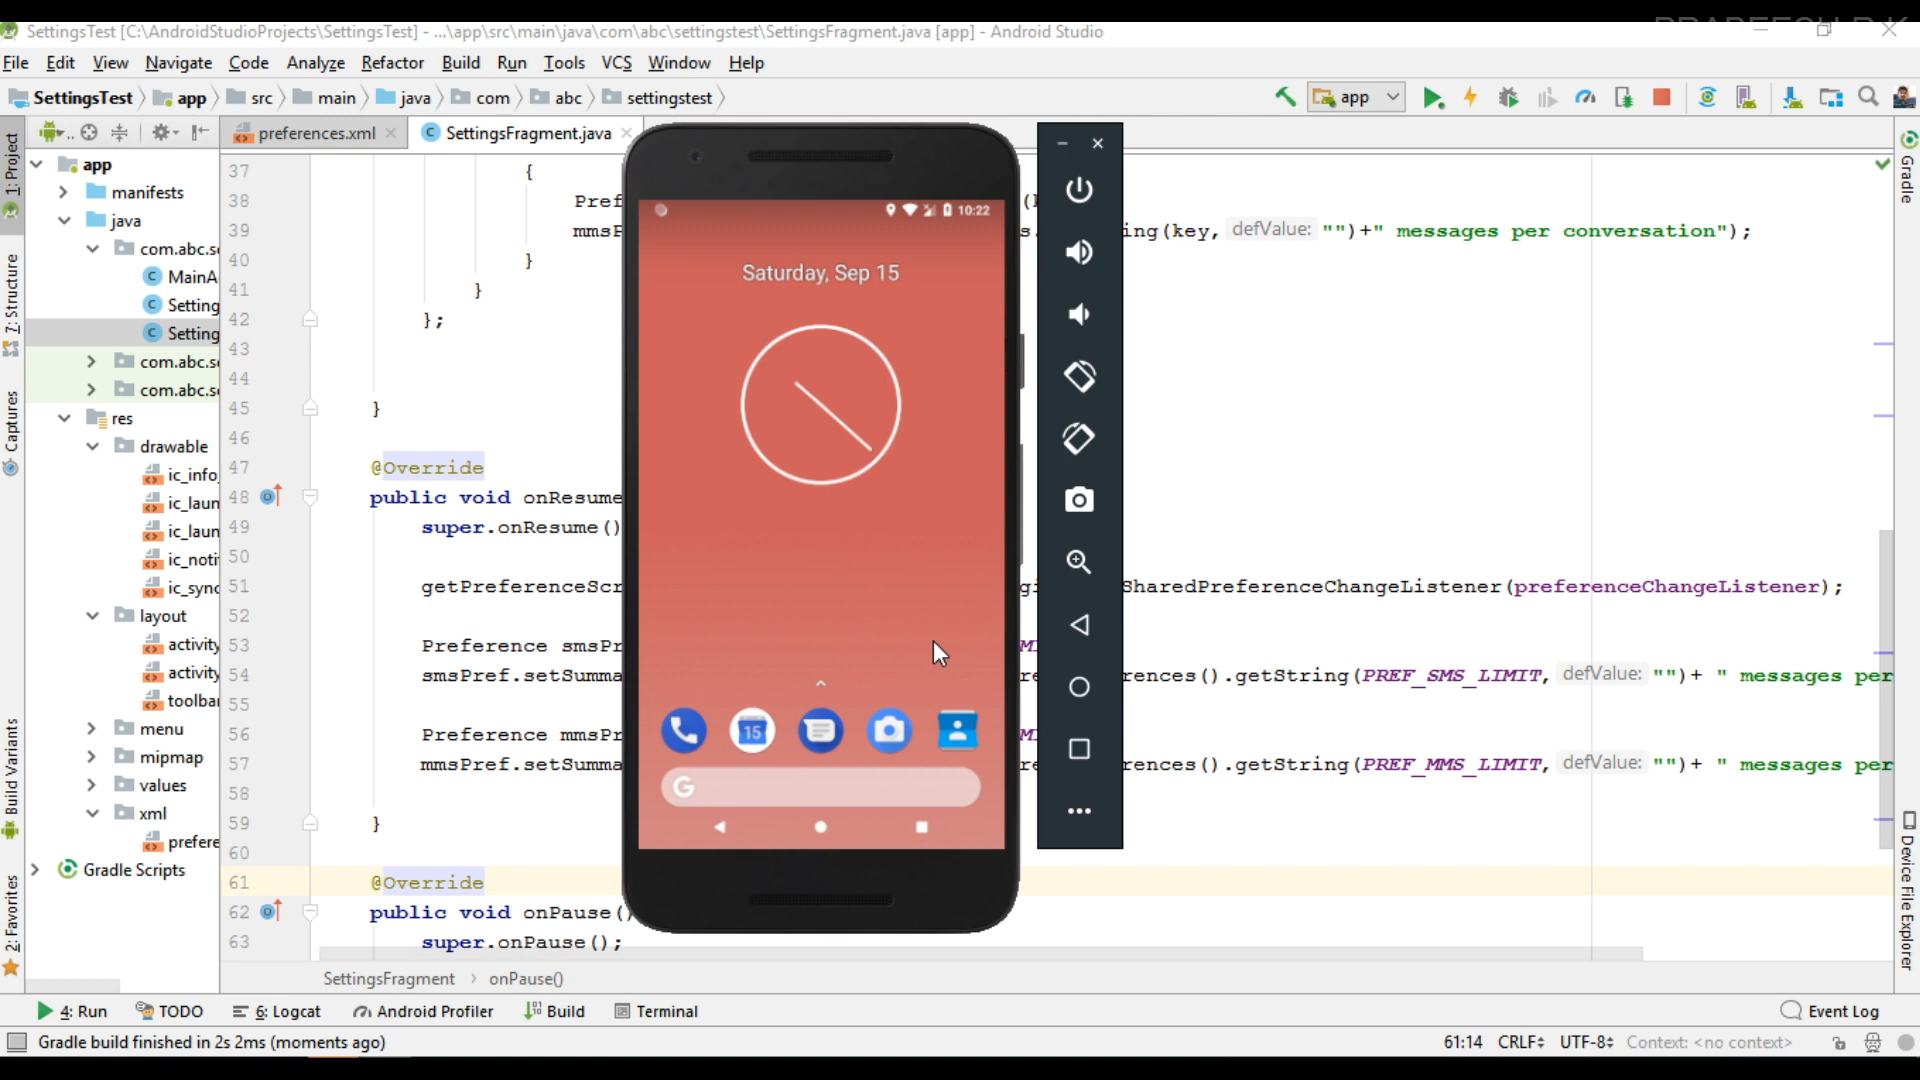 SettingsTest [C:\AndroidStudioProjects\SettingsTest] - ...\app\src\main\java\com\abc\settingstest\SettingsFragment.java [app] - Android Studio
File Edit View Navigate Code Analyze Refactor Build Run Tools VCS Window Help
SettingsTest app src main java com abc settingstest
app
preferences.xml SettingsFragment.java
1: Project
7: Structure
Captures
Build Variants
2: Favorites
Gradle
Device File Explorer
app
manifests
java
com.abc.s
MainA
Setting
Setting
com.abc.s
com.abc.s
res
drawable
ic_info
ic_laun
ic_laun
ic_noti
ic_sync
layout
activity
activity
toolba
menu
mipmap
values
xml
prefere
Gradle Scripts
37 {
38 Pref
39 mmsP ing(key, defValue: "")+" messages per conversation");
40 }
41 }
42 };
43
44
45 }
46
47 @Override
48 public void onResume
49 super.onResume()
50
51 getPreferenceScr SharedPreferenceChangeListener(preferenceChangeListener);
52
53 Preference smsPr
54 smsPref.setSumma rences().getString(PREF_SMS_LIMIT, defValue: "")+ " messages per
55
56 Preference mmsPr
57 mmsPref.setSumma rences().getString(PREF_MMS_LIMIT, defValue: "")+ " messages per
58
59 }
60
61 @Override
62 public void onPause()
63 super.onPause();
10:22
Saturday, Sep 15
15
G
SettingsFragment onPause()
4: Run TODO 6: Logcat Android Profiler Build Terminal Event Log
Gradle build finished in 2s 2ms (moments ago) 61:14 CRLF UTF-8 Context: <no context>